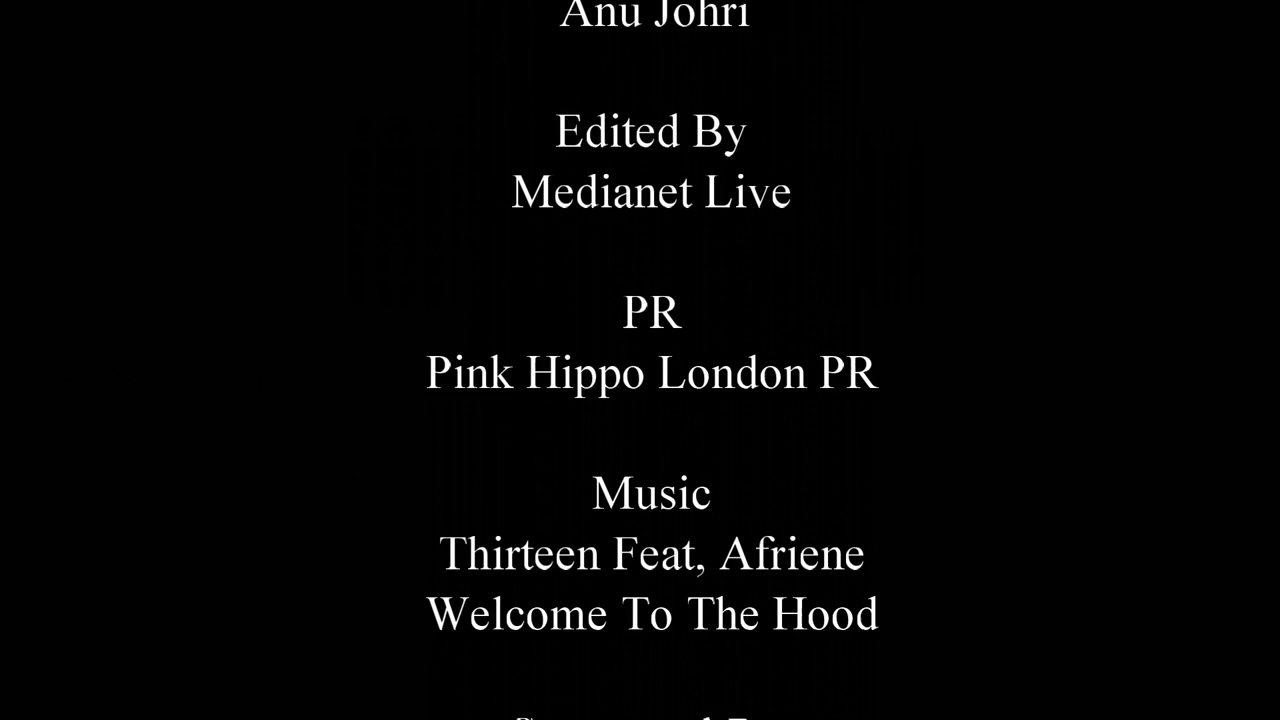 Anu Johri
Edited By
Medianet Live
PR
Pink Hippo London PR
Music
Thirteen Feat, Afriene
Welcome To The Hood